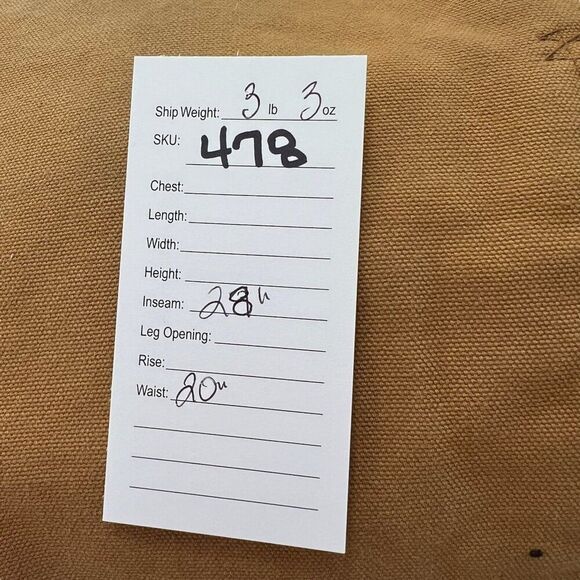 Ship Weight: 3 lb 3 oz
SKU: 478
Chest:
Length:
Width:
Height:
Inseam: 28"
Leg Opening:
Rise:
Waist: 20"